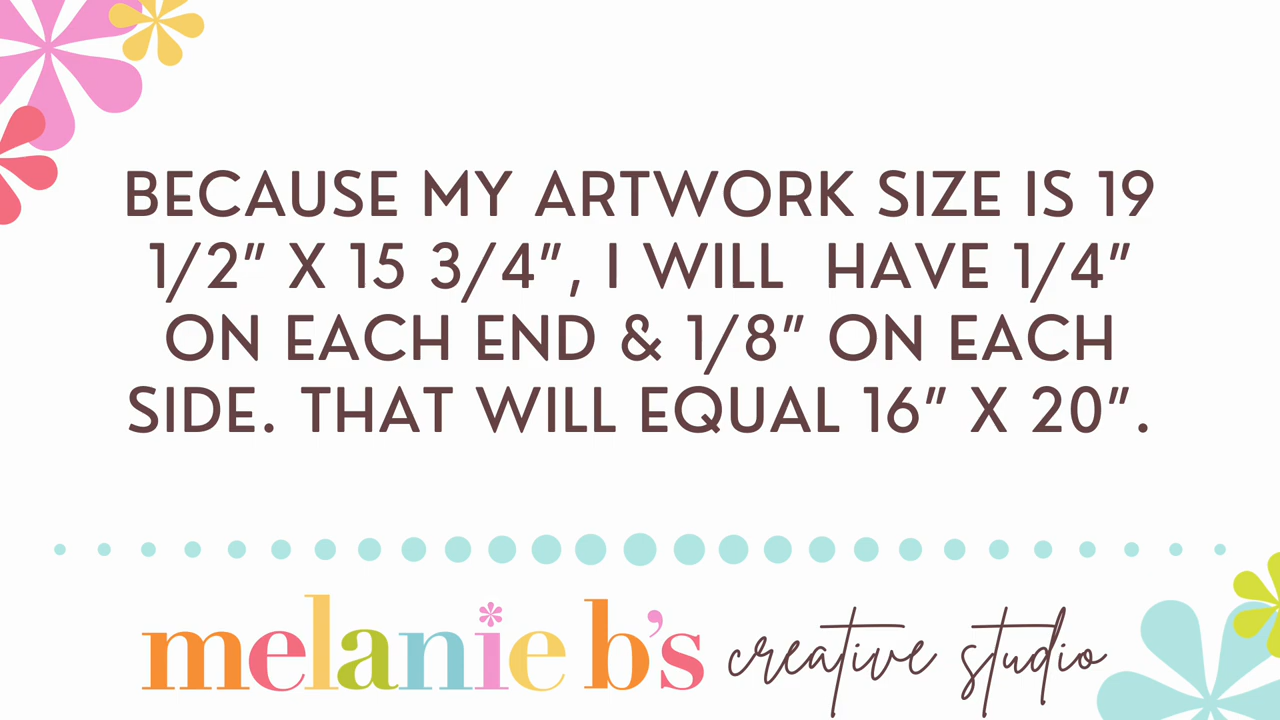 BECAUSE MY ARTWORK SIZE IS 19
1/2" X 15 3/4", I WILL HAVE 1/4"
ON EACH END & 1/8" ON EACH
SIDE. THAT WILL EQUAL 16" X 20".
melanie b's creative studio